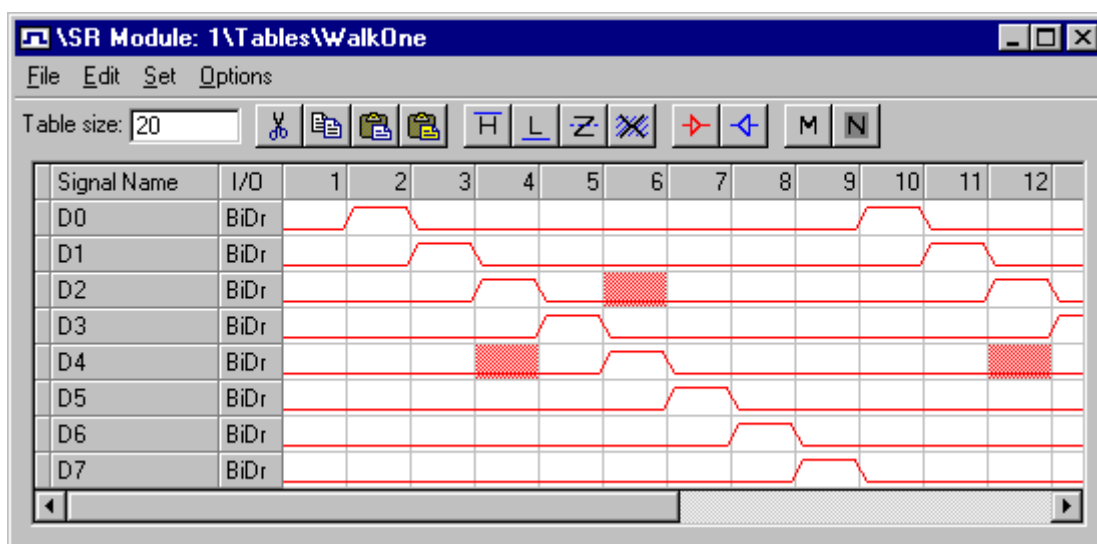 \SR Module: 1\Tables\WalkOne
File Edit Set Options
Table size: 20 H L Z M N
Signal Name I/O 1 2 3 4 5 6 7 8 9 10 11 12
D0 BiDr
D1 BiDr
D2 BiDr
D3 BiDr
D4 BiDr
D5 BiDr
D6 BiDr
D7 BiDr